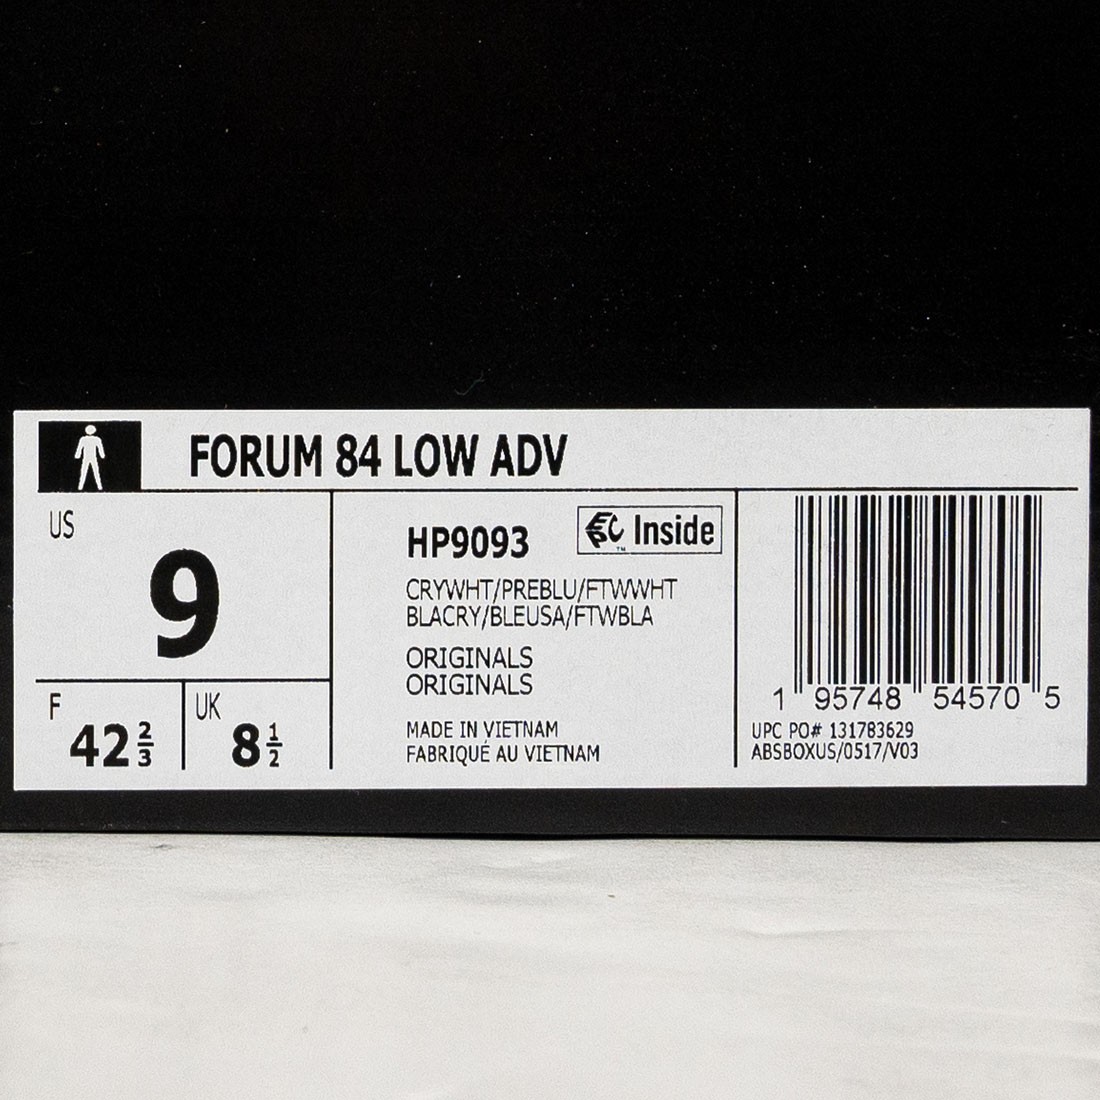 FORUM 84 LOW ADV
US
9
F
42 2/3
UK
8 1/2
HP9093
Inside
TM
CRYWHT/PREBLU/FTWWHT
BLACRY/BLEUSA/FTWBLA
ORIGINALS
ORIGINALS
MADE IN VIETNAM
FABRIQUÉ AU VIETNAM
1 95748 54570 5
UPC PO# 131783629
ABSBOXUS/0517/V03